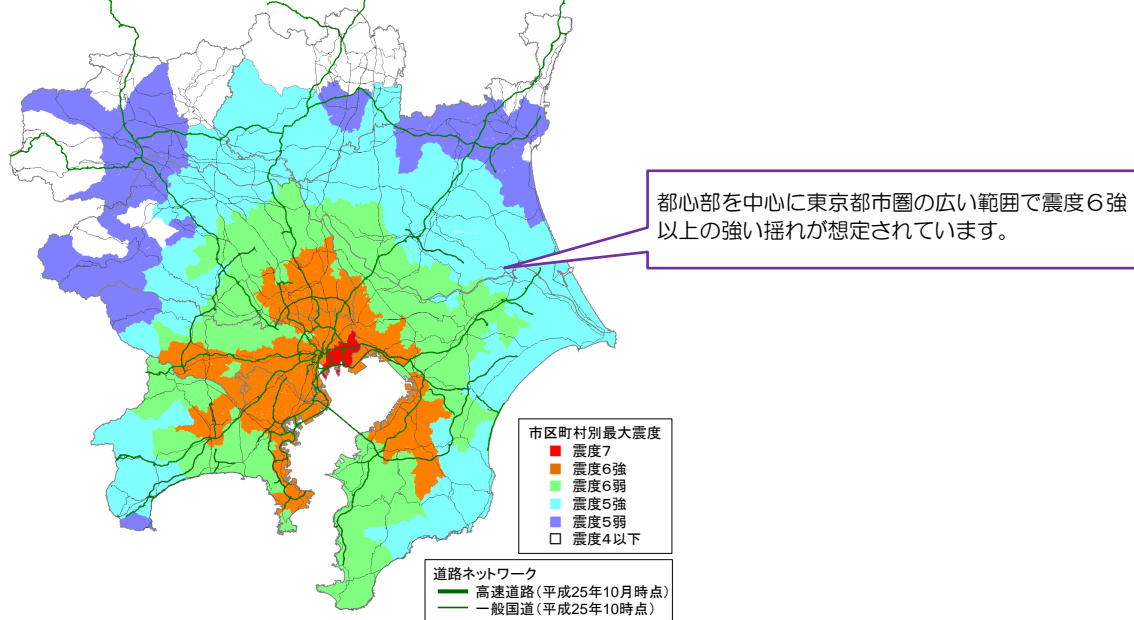 都心部を中心に東京都市圏の広い範囲で震度６強
以上の強い揺れが想定されています。
市区町村別最大震度
震度7
震度6強
震度6弱
震度5強
震度5弱
震度4以下
道路ネットワーク
高速道路(平成25年10月時点)
一般国道(平成25年10時点)